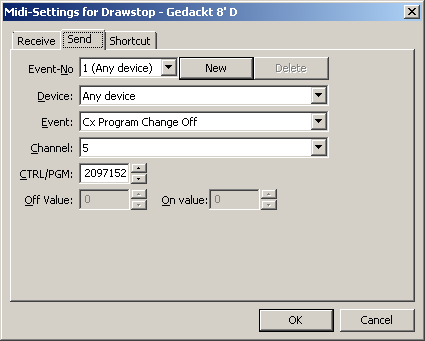 Midi-Settings for Drawstop - Gedackt 8' D
Receive Send Shortcut
Event-No 1 (Any device) New Delete
Device: Any device
Event: Cx Program Change Off
Channel: 5
CTRL/PGM: 2097152
Off Value: 0 On value: 0
OK Cancel